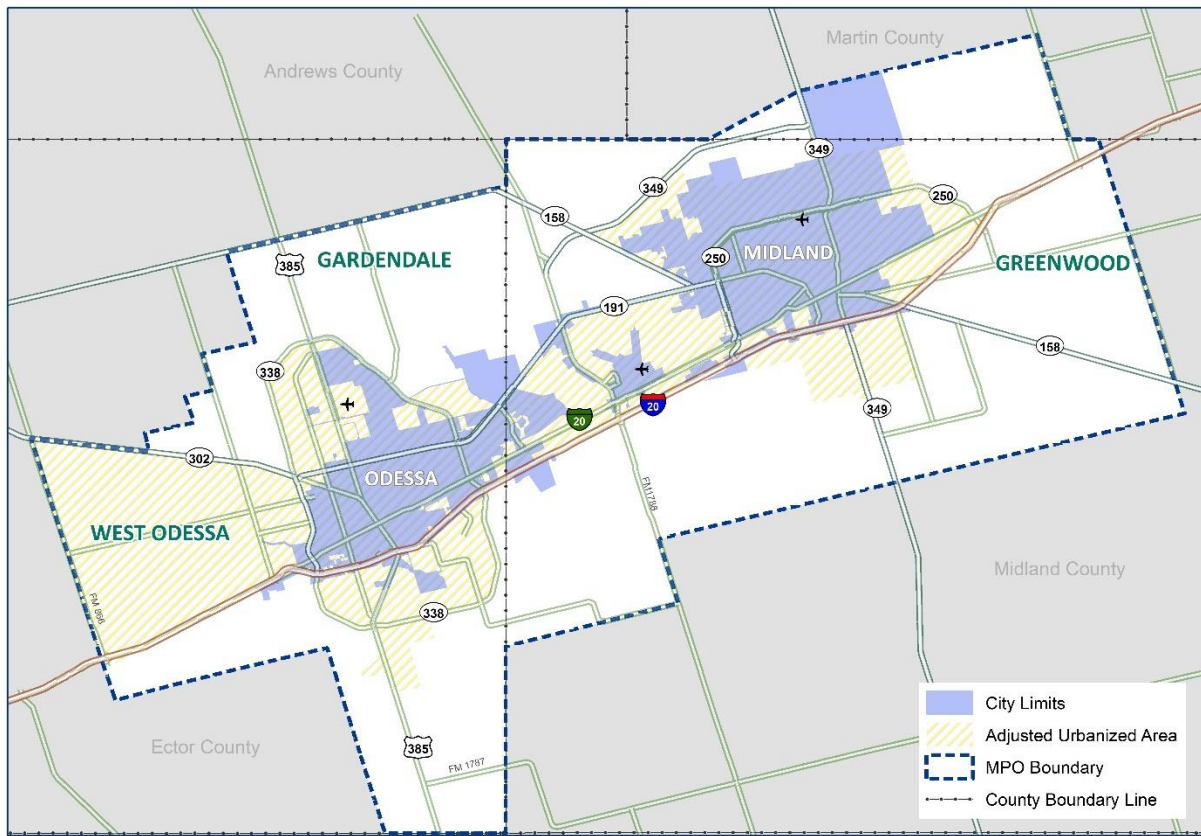 Martin County
Andrews County
349
349
250
158
385
GARDENDALE
250
MIDLAND
GREENWOOD
191
338
158
20
20
349
302
ODESSA
FM1788
WEST ODESSA
FM 866
338
Midland County
Ector County
385
FM 1787
City Limits
Adjusted Urbanized Area
MPO Boundary
County Boundary Line